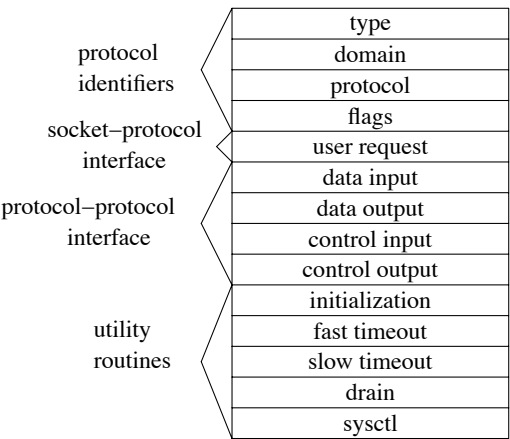 type
protocol
domain
identifiers
protocol
flags
socket–protocol
user request
interface
data input
protocol–protocol
data output
interface
control input
control output
initialization
utility
fast timeout
routines
slow timeout
drain
sysctl